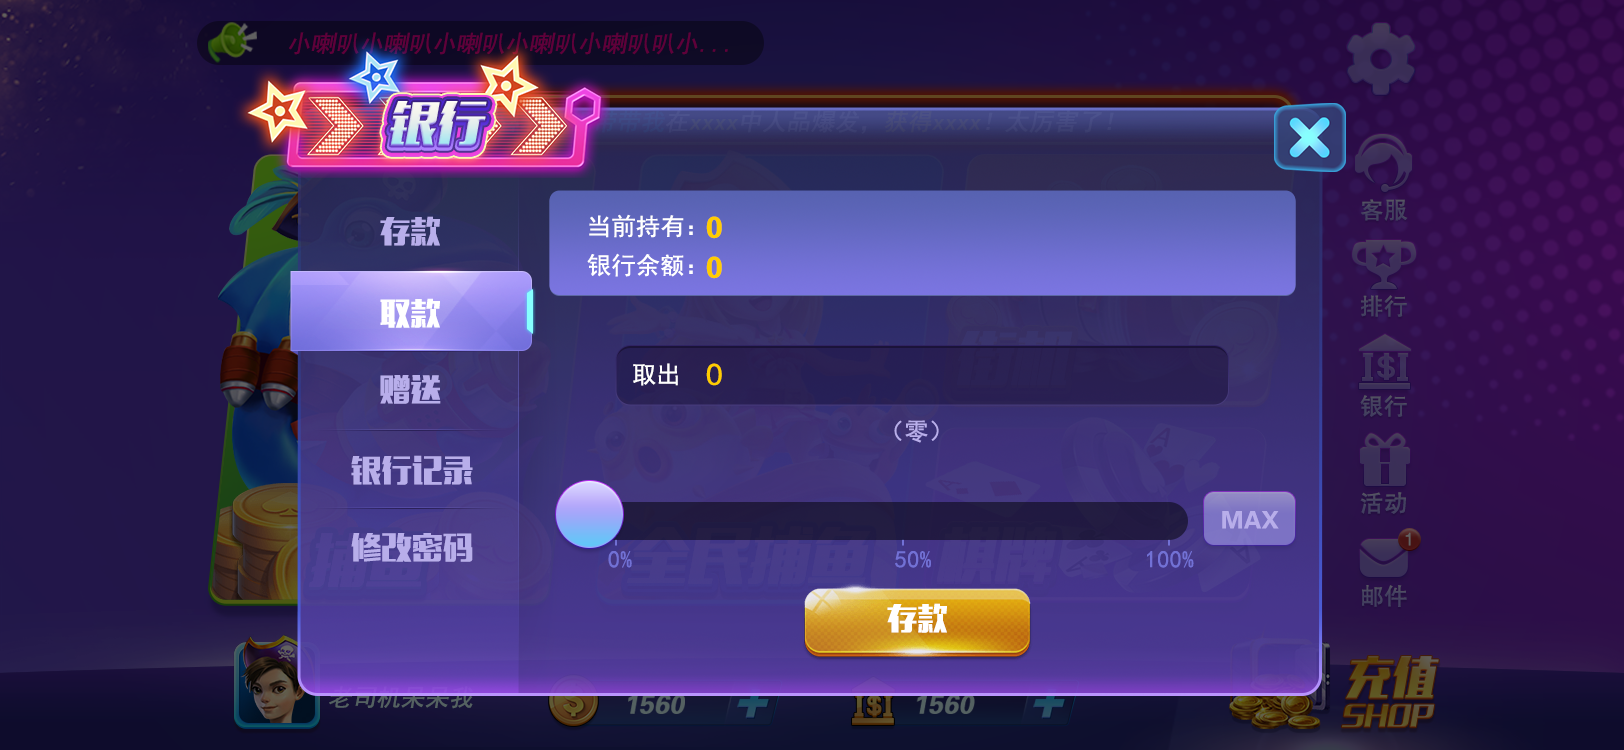 小喇叭小喇叭小喇叭小喇叭小喇叭叭小...
银行
存款
取款
赠送
银行记录
修改密码
当前持有: 0
银行余额: 0
取出 0
(零)
MAX
0% 50% 100%
存款
客服
排行
银行
活动
1
邮件
1560
1560
充值
SHOP